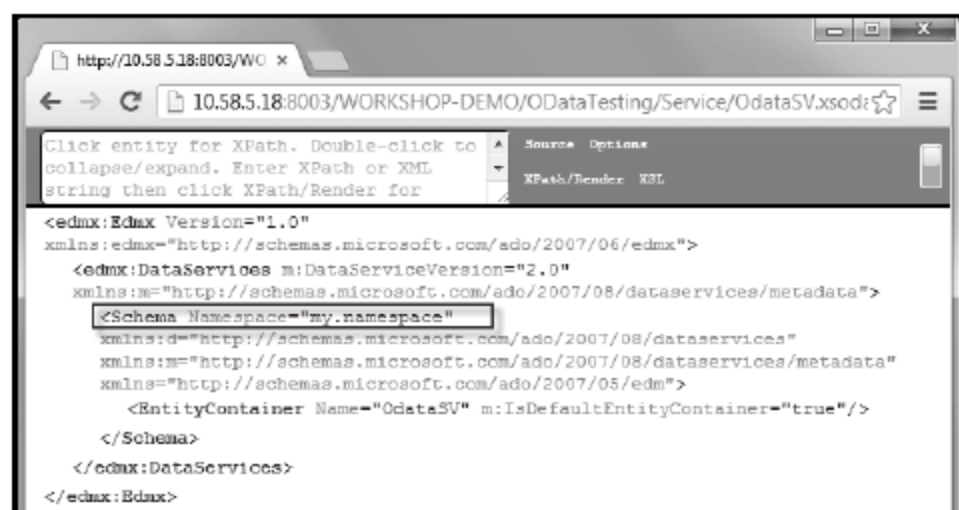 http://10.58.5.18:8003/WO ×
10.58.5.18:8003/WORKSHOP-DEMO/ODataTesting/Service/OdataSV.xsoda
Click entity for XPath. Double-click to
collapse/expand. Enter XPath or XML
string then click XPath/Render for
Source Options
XPath/Render XSL
<edmx:Edmx Version="1.0"
xmlns:edmx="http://schemas.microsoft.com/ado/2007/06/edmx">
<edmx:DataServices m:DataServiceVersion="2.0"
xmlns:m="http://schemas.microsoft.com/ado/2007/08/dataservices/metadata">
<Schema Namespace="my.namespace"
xmlns:d="http://schemas.microsoft.com/ado/2007/08/dataservices"
xmlns:m="http://schemas.microsoft.com/ado/2007/08/dataservices/metadata"
xmlns="http://schemas.microsoft.com/ado/2007/05/edm">
<EntityContainer Name="OdataSV" m:IsDefaultEntityContainer="true"/>
</Schema>
</edmx:DataServices>
</edmx:Edmx>